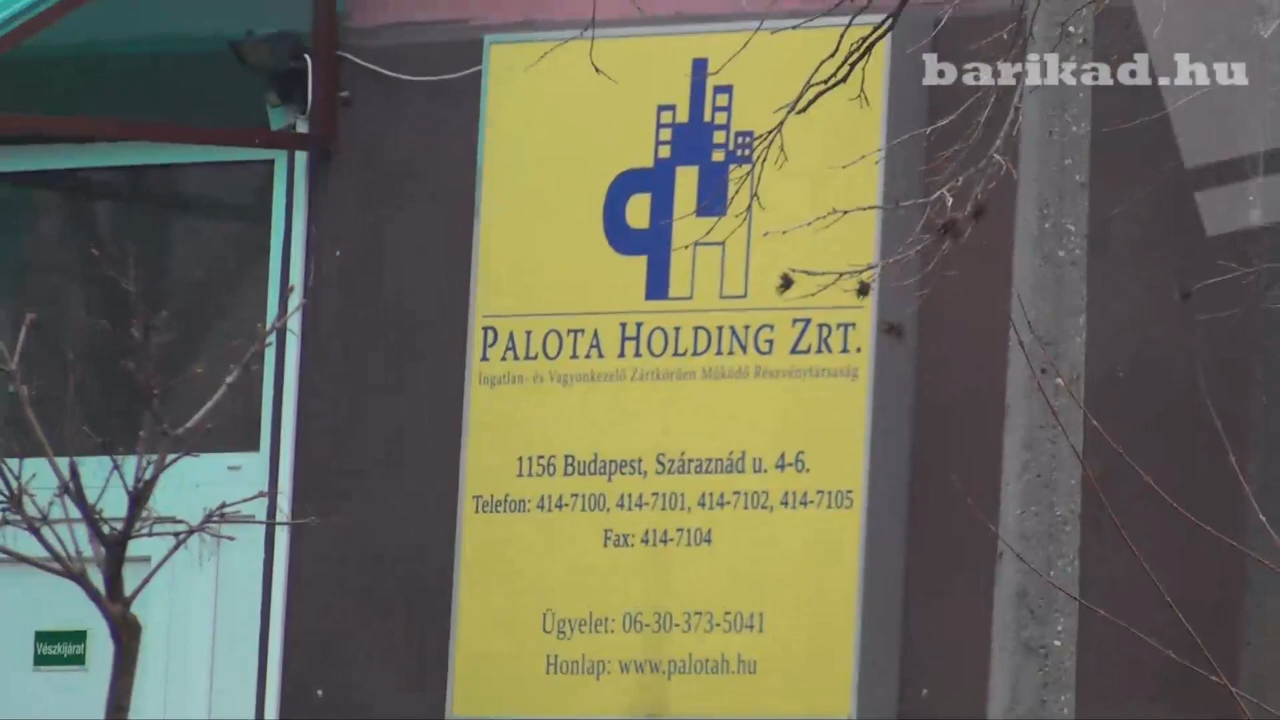 barikad.hu
PALOTA HOLDING ZRT.
Ingatlan- és Vagyonkezelő Zártkörűen Működő Részvénytársaság
1156 Budapest, Száraznád u. 4-6.
Telefon: 414-7100, 414-7101, 414-7102, 414-7105
Fax: 414-7104
Ügyelet: 06-30-373-5041
Honlap: www.palotah.hu
Vészkijárat